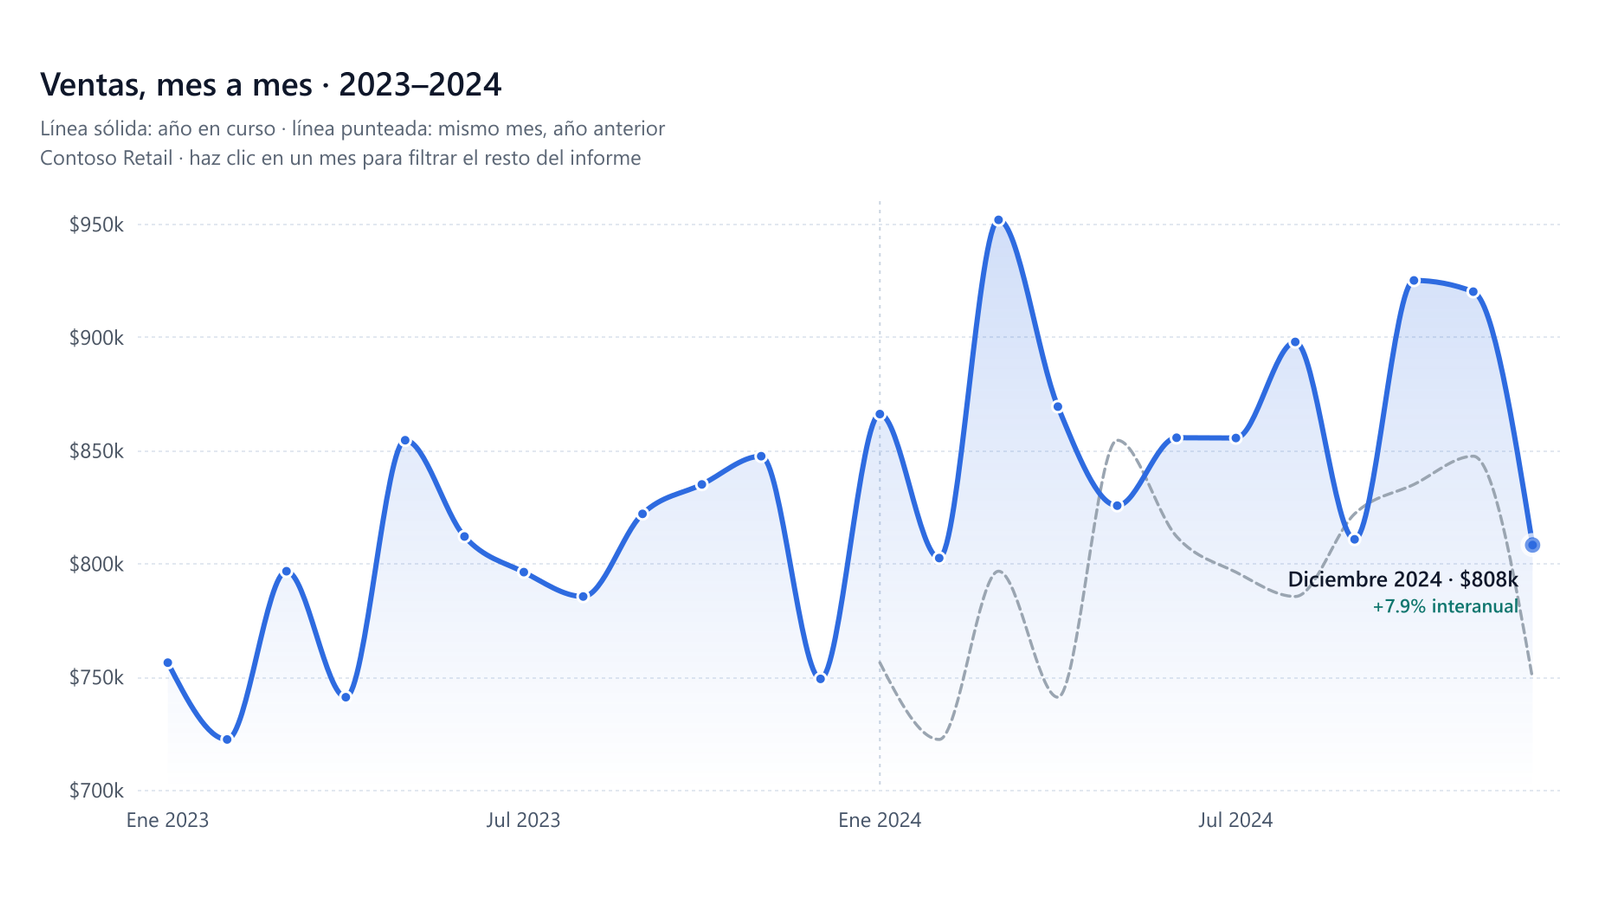 Ventas, mes a mes · 2023–2024
Línea sólida: año en curso · línea punteada: mismo mes, año anterior
Contoso Retail · haz clic en un mes para filtrar el resto del informe
$950k
$900k
$850k
$800k
$750k
$700k
Diciembre 2024 · $808k
+7.9% interanual
Ene 2023
Jul 2023
Ene 2024
Jul 2024